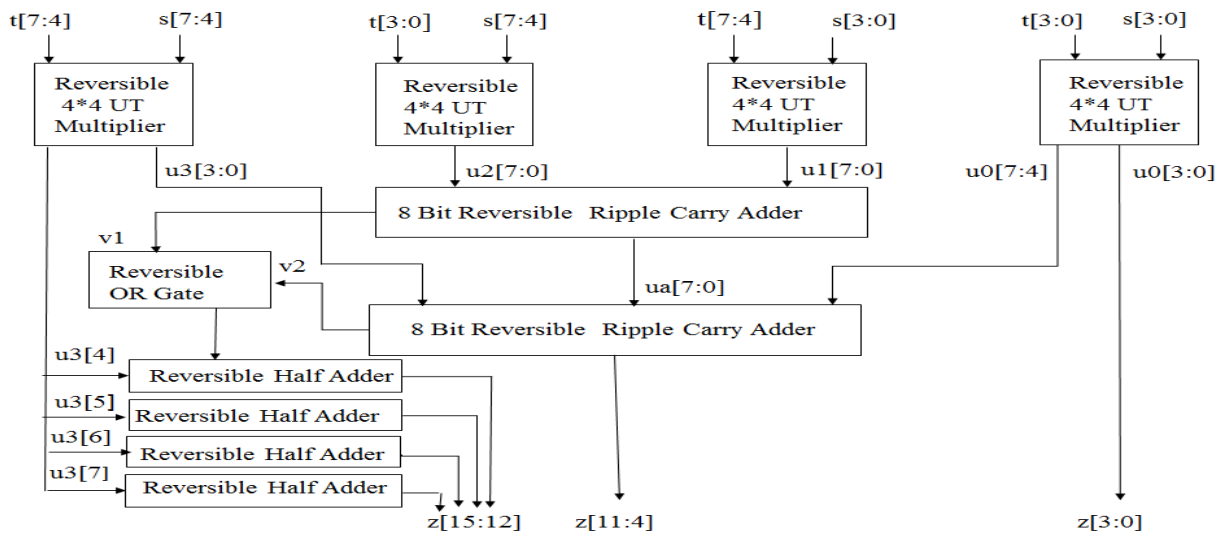 t[7:4] s[7:4] t[3:0] s[7:4] t[7:4] s[3:0] t[3:0] s[3:0]
Reversible
4*4 UT
Multiplier
Reversible
4*4 UT
Multiplier
Reversible
4*4 UT
Multiplier
Reversible
4*4 UT
Multiplier
u3[3:0] u2[7:0] u1[7:0] u0[7:4] u0[3:0]
8 Bit Reversible Ripple Carry Adder
v1
Reversible
OR Gate
v2
ua[7:0]
8 Bit Reversible Ripple Carry Adder
u3[4]
Reversible Half Adder
u3[5]
Reversible Half Adder
u3[6]
Reversible Half Adder
u3[7]
Reversible Half Adder
z[15:12] z[11:4] z[3:0]